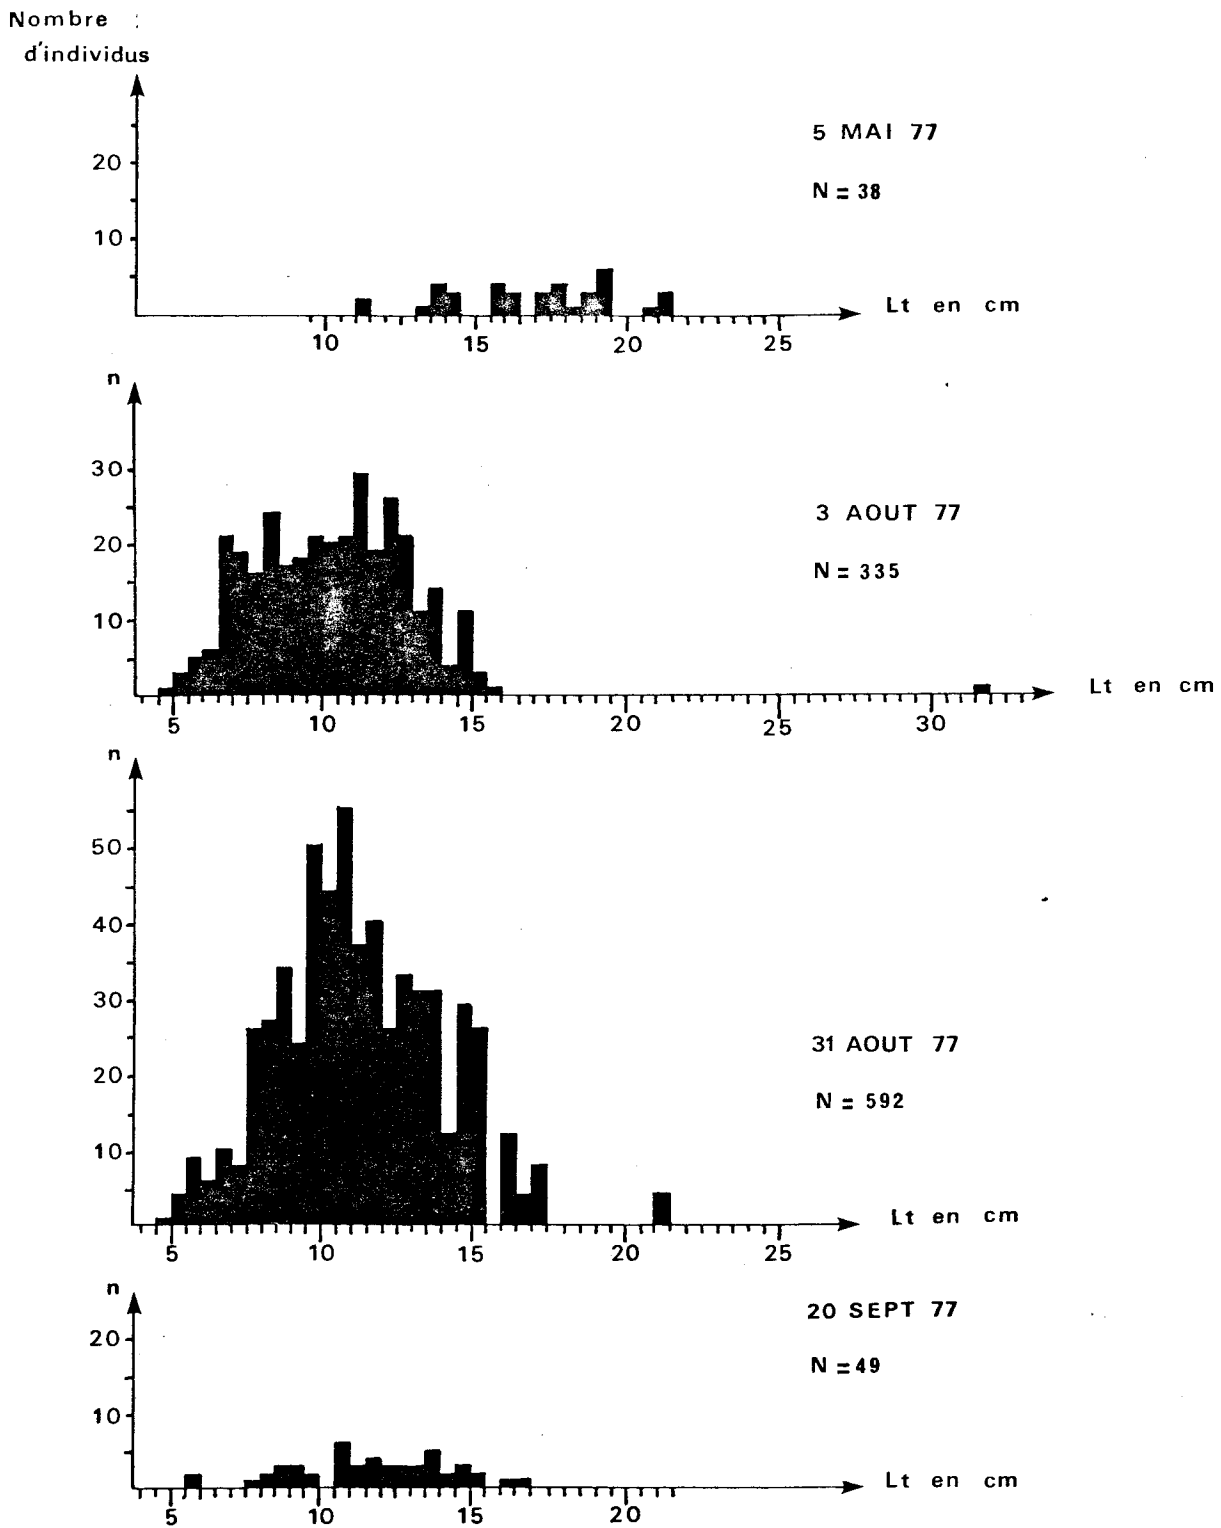 Nombre
d'individus
5 MAI 77
20
N = 38
10
Lt en cm
10 15 20 25
n
30
3 AOUT 77
20
N = 335
10
Lt en cm
5 10 15 20 25 30
n
50
40
30
31 AOUT 77
20
N = 592
10
Lt en cm
5 10 15 20 25
n
20 SEPT 77
20
N = 49
10
Lt en cm
5 10 15 20